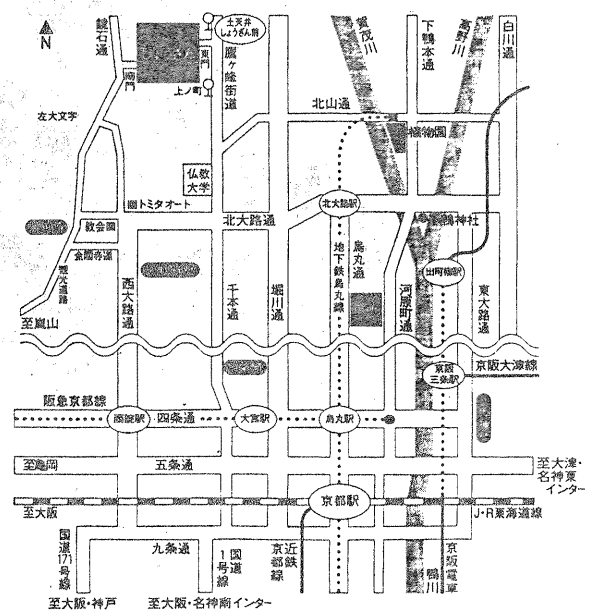 N
鏡石通
土天井
しょうざん前
東門
南門
上ノ町
鷹ヶ峰街道
賀茂川
下鴨本通
高野川
白川通
左大文字
北山通
植物園
仏教
大学
トミタオート
北大路駅
下鴨神社
北大路通
教会園
観光道路
至嵐山
西大路通
千本通
堀川通
地下鉄烏丸線
烏丸通
河原町通
出町柳駅
東大路通
京阪
三条駅
京阪大津線
阪急京都線
西院駅
四条通
大宮駅
烏丸駅
至亀岡
五条通
至大津・
名神東
インター
至大阪
京都駅
J・R東海道線
国道171号線
九条通
国道
1号線
近鉄
京都線
鴨川
京阪電車
至大阪・神戸
至大阪・名神南インター